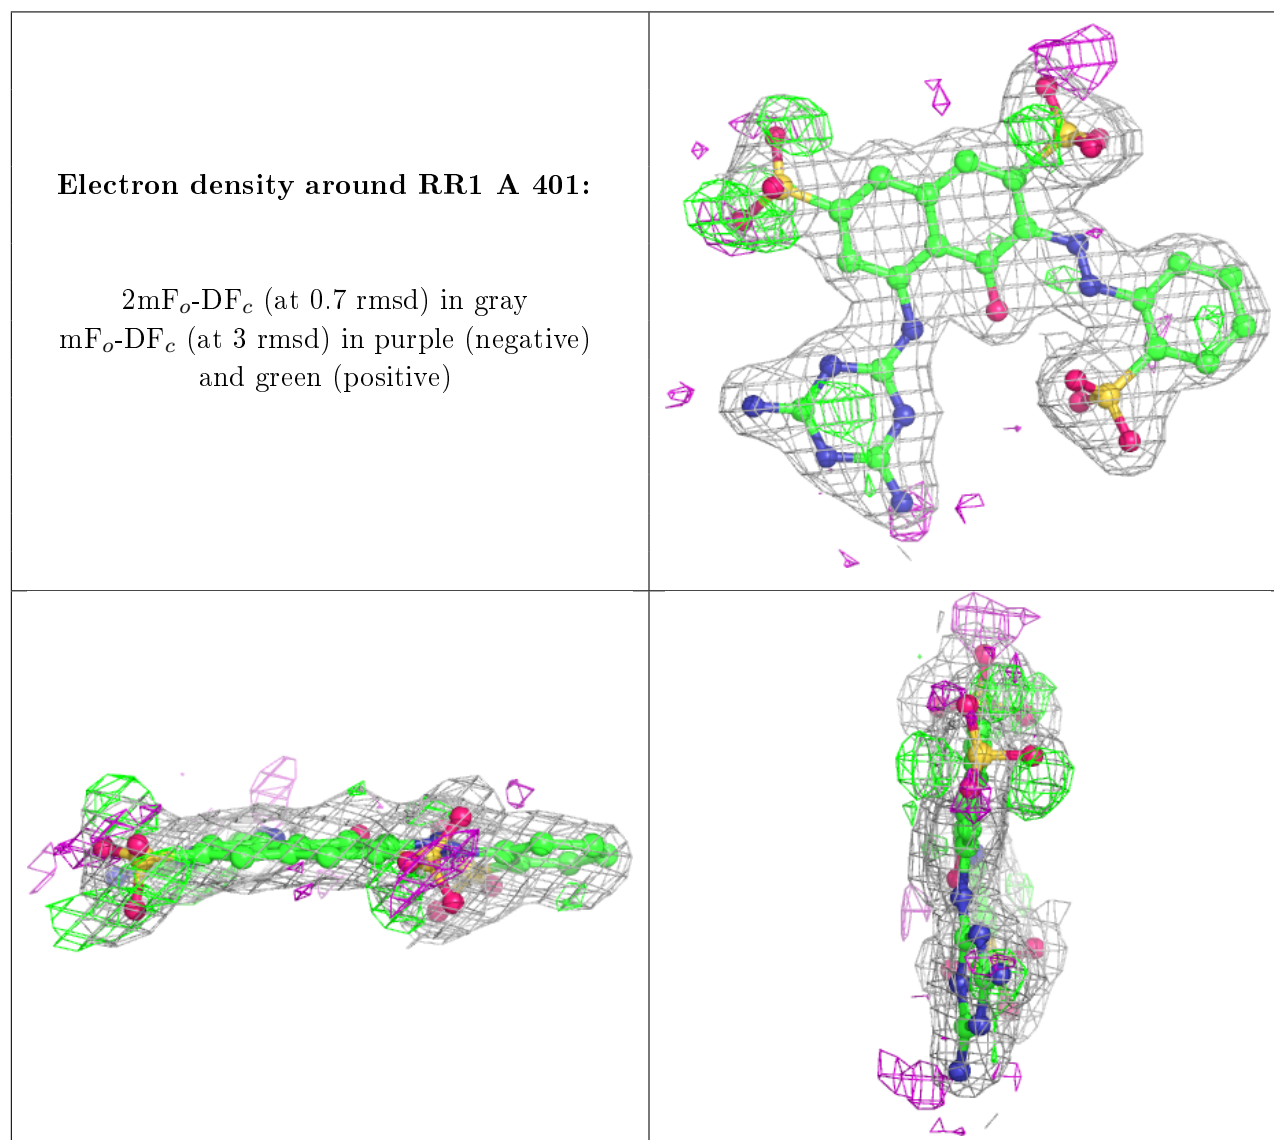 Electron density around RR1 A 401:
2mFo-DFc (at 0.7 rmsd) in gray
mFo-DFc (at 3 rmsd) in purple (negative)
and green (positive)